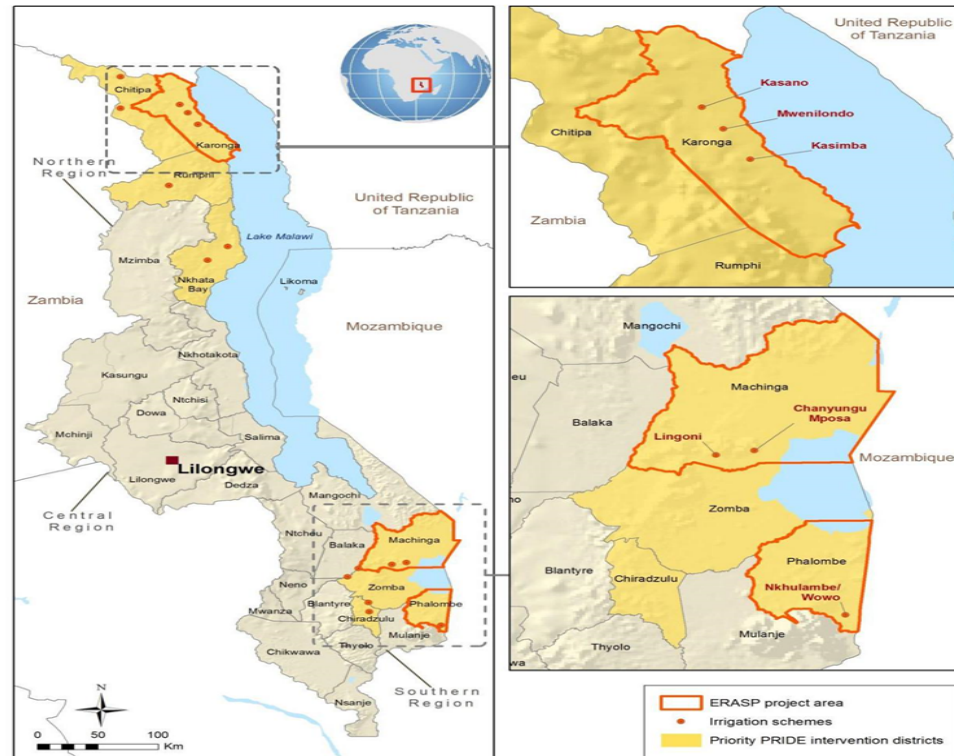 Chitipa
Karonga
Northern
Region
Rumphi
United Republic
of Tanzania
Lake Malawi
Mzimba
Nkhata
Bay
Likoma
Zambia
Mozambique
Nkhotakota
Kasungu
Ntchisi
Dowa
Mchinji
Salima
Lilongwe
Lilongwe
Dedza
Mangochi
Central
Region
Ntcheu
Balaka
Machinga
Neno
Zomba
Mwanza
Blantyre
Phalombe
Chiradzulu
Mulanje
Thyolo
Chikwawa
Southern
Region
Nsanje
N
0 50 100
Km
United Republic
of Tanzania
Kasano
Mwenilondo
Chitipa
Karonga
Kasimba
Zambia
Rumphi
Mangochi
eu
Machinga
Balaka
Chanyungu
Mposa
Lingoni
Mozambique
no
Zomba
Phalombe
Blantyre
Chiradzulu
Nkhulambe/
Wowo
Mulanje
Thyolo
wa
ERASP project area
Irrigation schemes
Priority PRIDE intervention districts